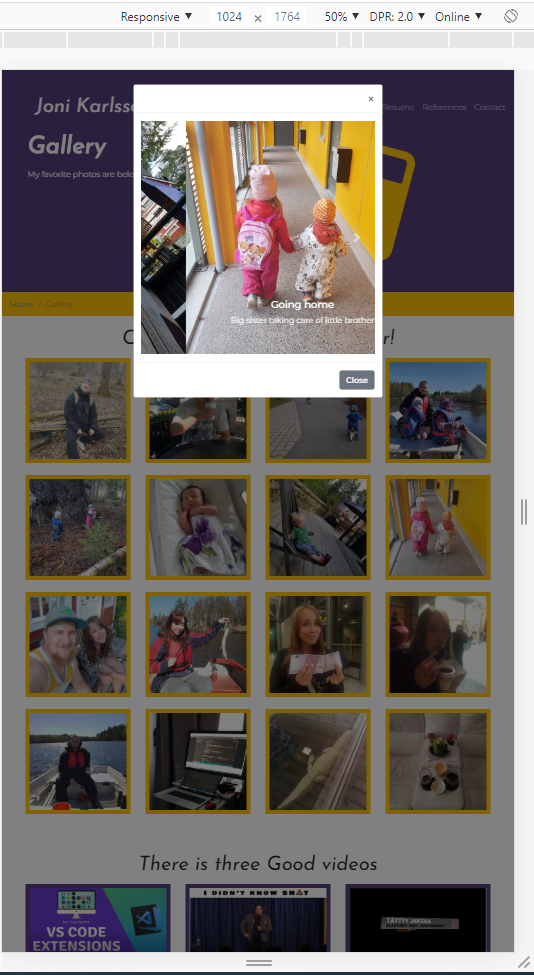 Responsive ▼ 1024 × 1764 50% ▼ DPR: 2.0 ▼ Online ▼
Joni Karlsso
Resume References Contact
×
Gallery
My favorite photos are belo
Going home
Big sister taking care of little brother
Home / Gallery
Close
There is three Good videos
VS CODE
EXTENSIONS
I DIDN'T KNOW SH*T
TÄYTYY JAKSAA